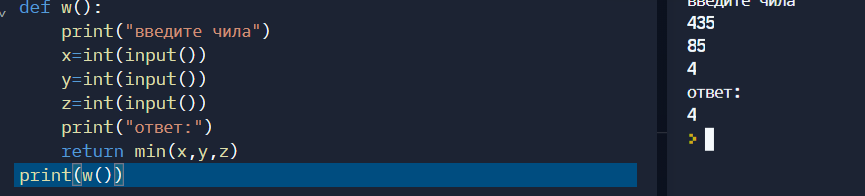 def w():
print("введите чила")
x=int(input())
y=int(input())
z=int(input())
print("ответ:")
return min(x,y,z)
print(w())
введите чила
435
85
4
ответ:
4
>